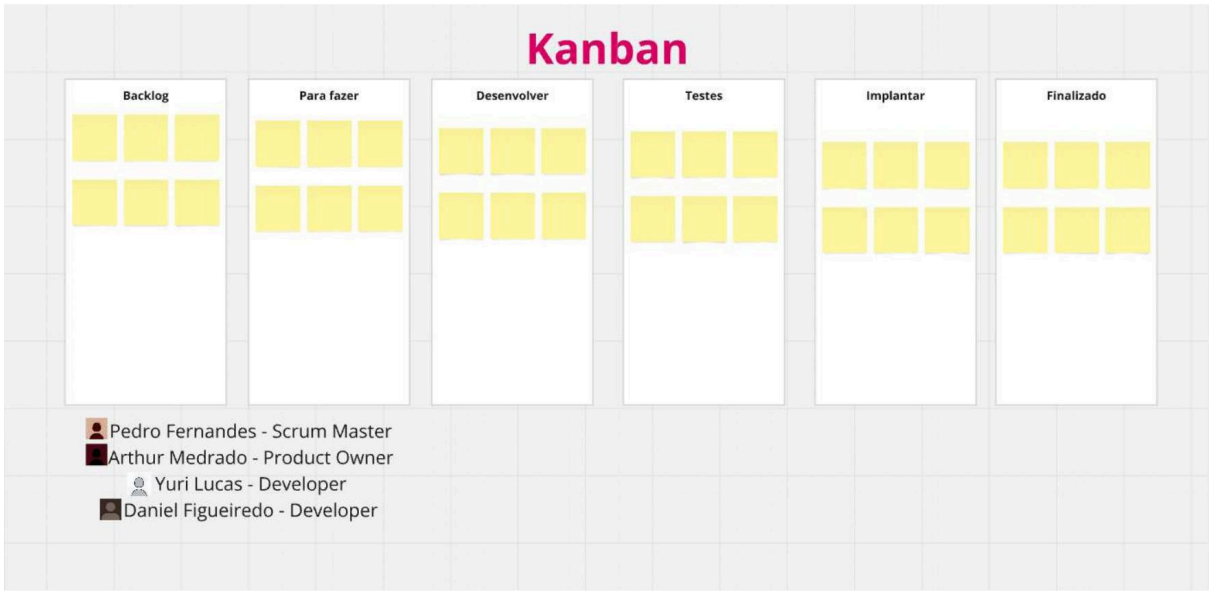 Kanban
Backlog
Para fazer
Desenvolver
Testes
Implantar
Finalizado
Pedro Fernandes - Scrum Master
Arthur Medrado - Product Owner
Yuri Lucas - Developer
Daniel Figueiredo - Developer